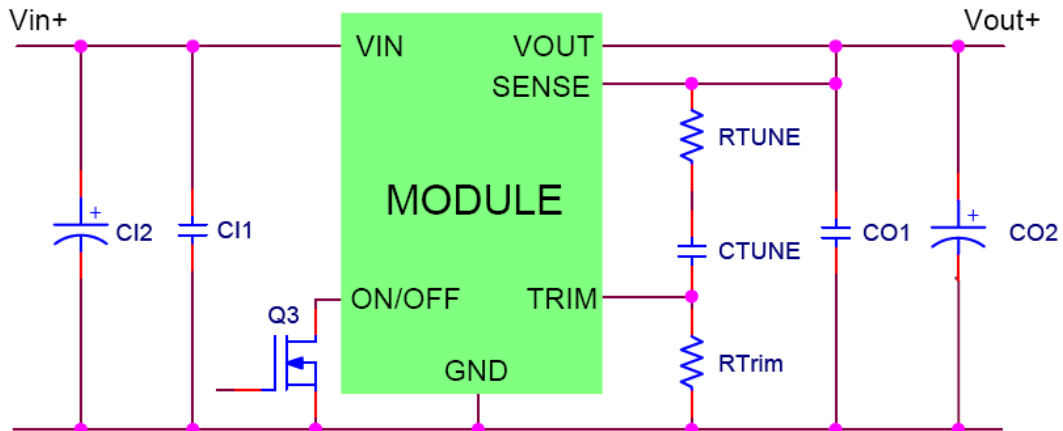 Vin+
Vout+
VIN
VOUT
SENSE
RTUNE
MODULE
CI2
CI1
CTUNE
CO1
CO2
ON/OFF
TRIM
Q3
RTrim
GND
+
+